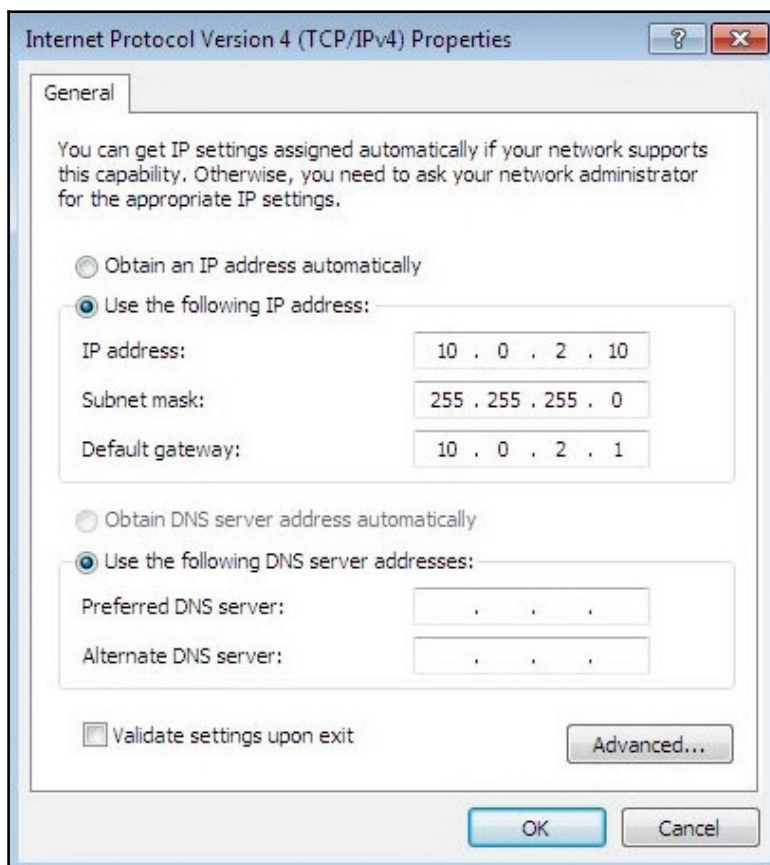 Internet Protocol Version 4 (TCP/IPv4) Properties
?
General
You can get IP settings assigned automatically if your network supports
this capability. Otherwise, you need to ask your network administrator
for the appropriate IP settings.
Obtain an IP address automatically
Use the following IP address:
IP address: 10 . 0 . 2 . 10
Subnet mask: 255 . 255 . 255 . 0
Default gateway: 10 . 0 . 2 . 1
Obtain DNS server address automatically
Use the following DNS server addresses:
Preferred DNS server: . . .
Alternate DNS server: . . .
Validate settings upon exit
Advanced...
OK Cancel